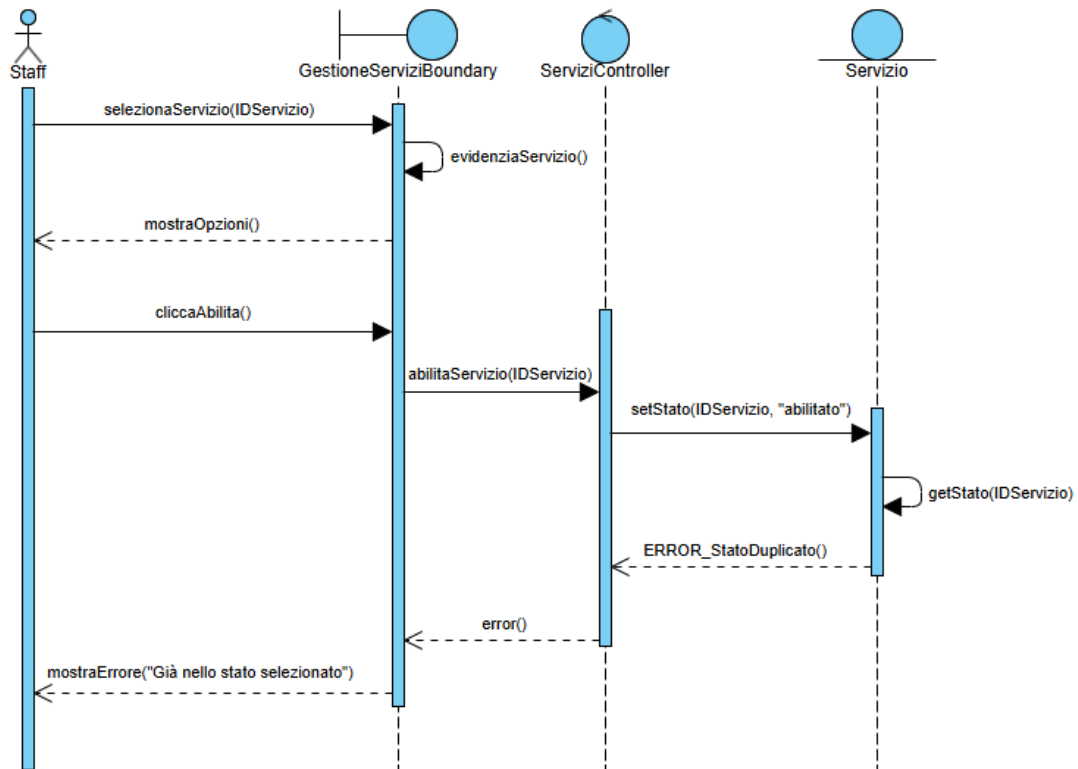 Staff
GestioneServiziBoundary
ServiziController
Servizio
selezionaServizio(IDServizio)
evidenziaServizio()
mostraOpzioni()
cliccaAbilita()
abilitaServizio(IDServizio)
setStato(IDServizio, "abilitato")
getStato(IDServizio)
ERROR_StatoDuplicato()
error()
mostraErrore("Già nello stato selezionato")